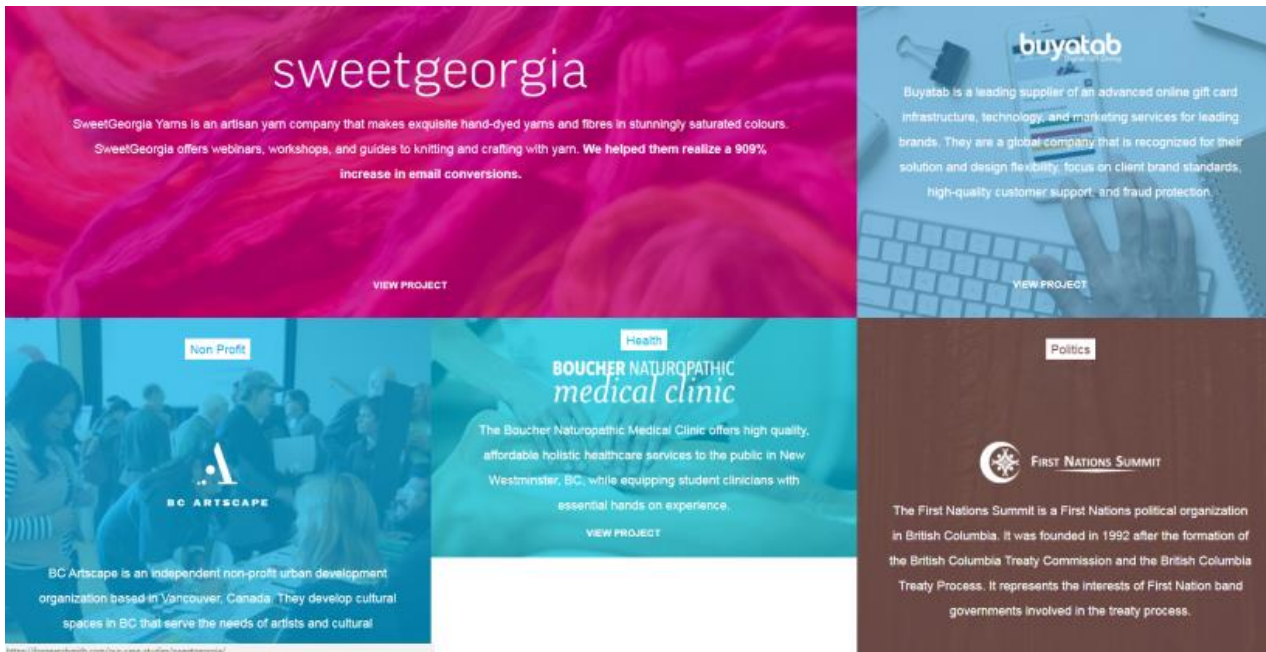 sweetgeorgia
SweetGeorgia Yarns is an artisan yarn company that makes exquisite hand-dyed yarns and fibres in stunningly saturated colours.
SweetGeorgia offers webinars, workshops, and guides to knitting and crafting with yarn. We helped them realize a 909%
increase in email conversions.
VIEW PROJECT
buyatab
Buyatab is a leading supplier of an advanced online gift card
infrastructure, technology, and marketing services for leading
brands. They are a global company that is recognized for their
solution and design flexibility, focus on client brand standards,
high-quality customer support, and fraud protection.
VIEW PROJECT
Non Profit
BC ARTSCAPE
BC Artscape is an independent non-profit urban development
organization based in Vancouver, Canada. They develop cultural
spaces in BC that serve the needs of artists and cultural
Health
BOUCHER NATUROPATHIC
medical clinic
The Boucher Naturopathic Medical Clinic offers high quality,
affordable holistic healthcare services to the public in New
Westminster, BC, while equipping student clinicians with
essential hands on experience.
VIEW PROJECT
Politics
FIRST NATIONS SUMMIT
The First Nations Summit is a First Nations political organization
in British Columbia. It was founded in 1992 after the formation of
the British Columbia Treaty Commission and the British Columbia
Treaty Process. It represents the interests of First Nation band
governments involved in the treaty process.